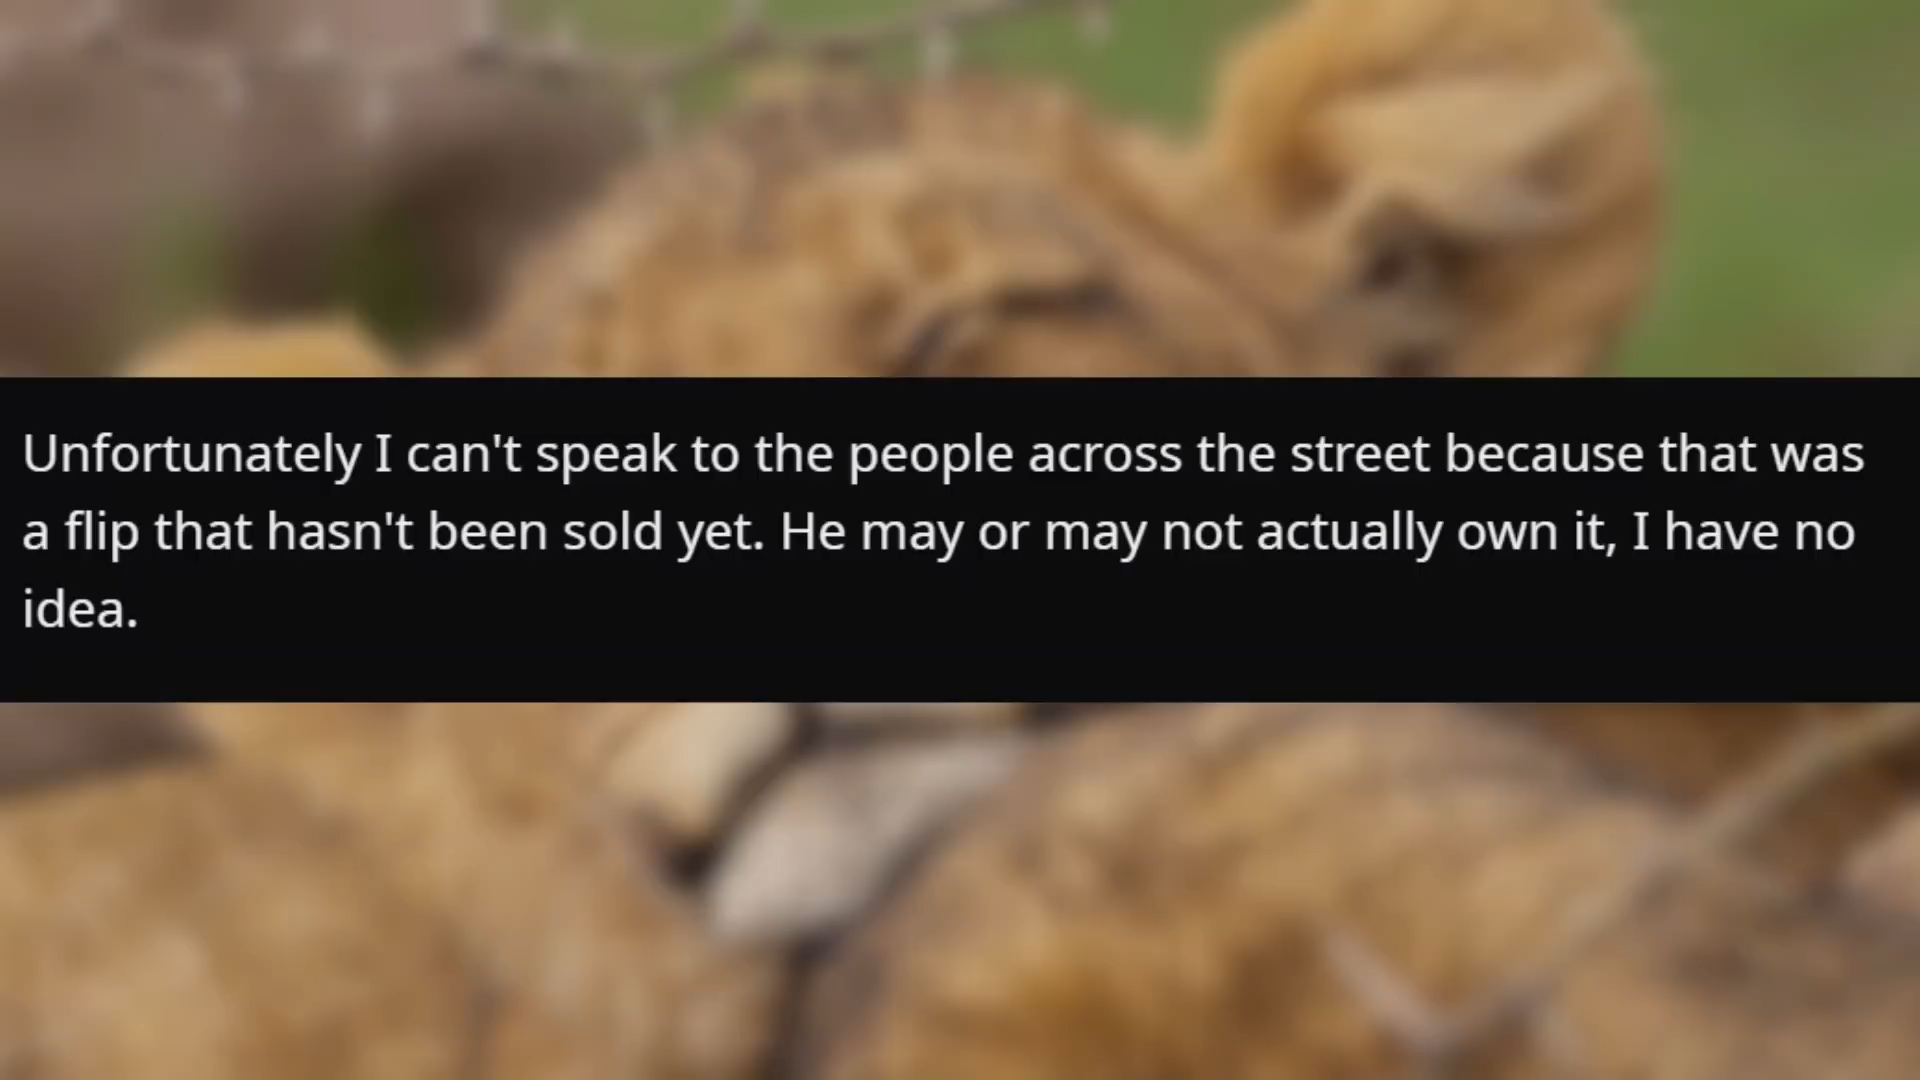 Unfortunately I can't speak to the people across the street because that was
a flip that hasn't been sold yet. He may or may not actually own it, I have no
idea.